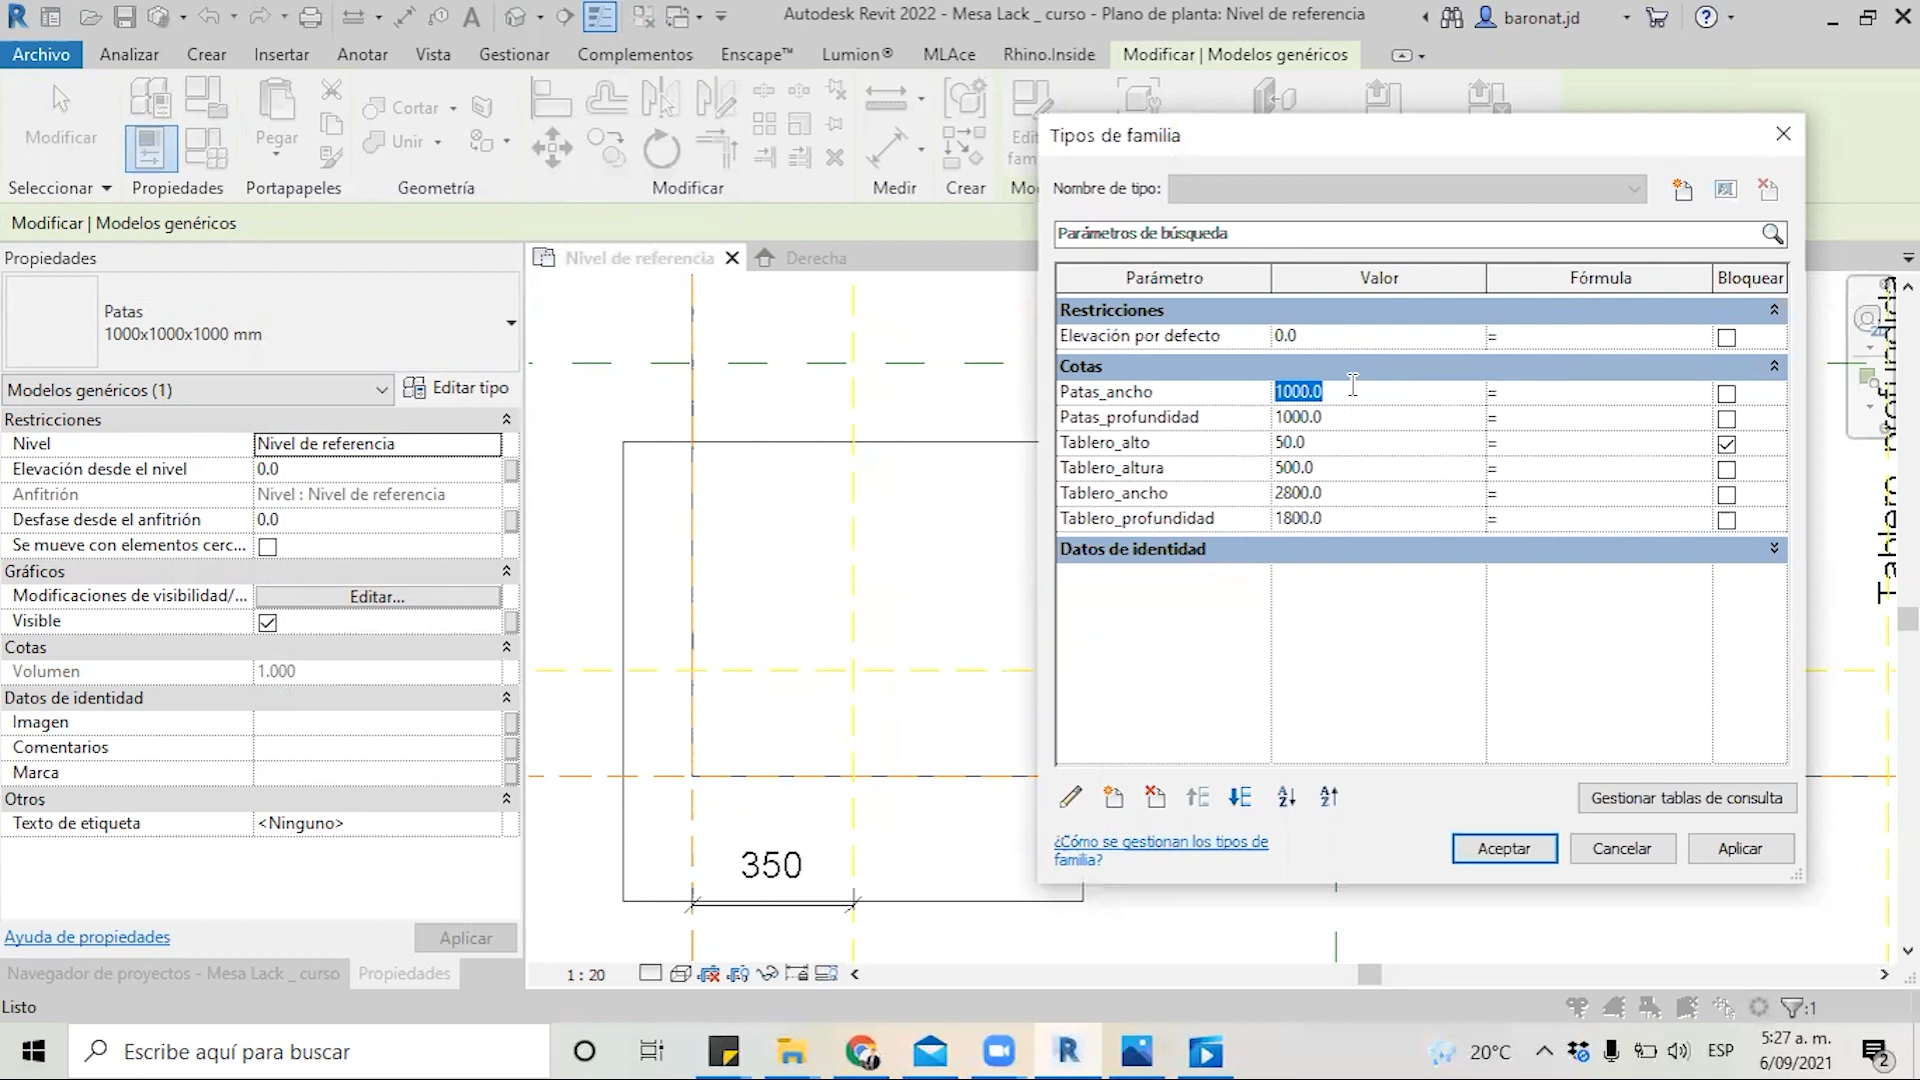 Autodesk Revit 2022 - Mesa Lack _ curso - Plano de planta: Nivel de referencia
baronat.jd
Archivo Analizar Crear Insertar Anotar Vista Gestionar Complementos Enscape™ Lumion® MLAce Rhino.Inside Modificar | Modelos genéricos
Modificar Pegar Cortar Unir
Seleccionar Propiedades Portapapeles Geometría Modificar Medir Crear
Modificar | Modelos genéricos
Propiedades
Patas
1000x1000x1000 mm
Modelos genéricos (1) Editar tipo
Restricciones
Nivel Nivel de referencia
Elevación desde el nivel 0.0
Anfitrión Nivel : Nivel de referencia
Desfase desde el anfitrión 0.0
Se mueve con elementos cerc...
Gráficos
Modificaciones de visibilidad/... Editar...
Visible
Cotas
Volumen 1.000
Datos de identidad
Imagen
Comentarios
Marca
Otros
Texto de etiqueta <Ninguno>
Ayuda de propiedades Aplicar
Navegador de proyectos - Mesa Lack _ curso Propiedades
Listo
Nivel de referencia Derecha
350
1 : 20
Tipos de familia
Nombre de tipo:
Parámetros de búsqueda
Parámetro Valor Fórmula Bloquear
Restricciones
Elevación por defecto 0.0 =
Cotas
Patas_ancho 1000.0 =
Patas_profundidad 1000.0 =
Tablero_alto 50.0 =
Tablero_altura 500.0 =
Tablero_ancho 2800.0 =
Tablero_profundidad 1800.0 =
Datos de identidad
Gestionar tablas de consulta
¿Cómo se gestionan los tipos de
familia?
Aceptar Cancelar Aplicar
:1
Escribe aquí para buscar
20°C
ESP
5:27 a. m.
6/09/2021
2